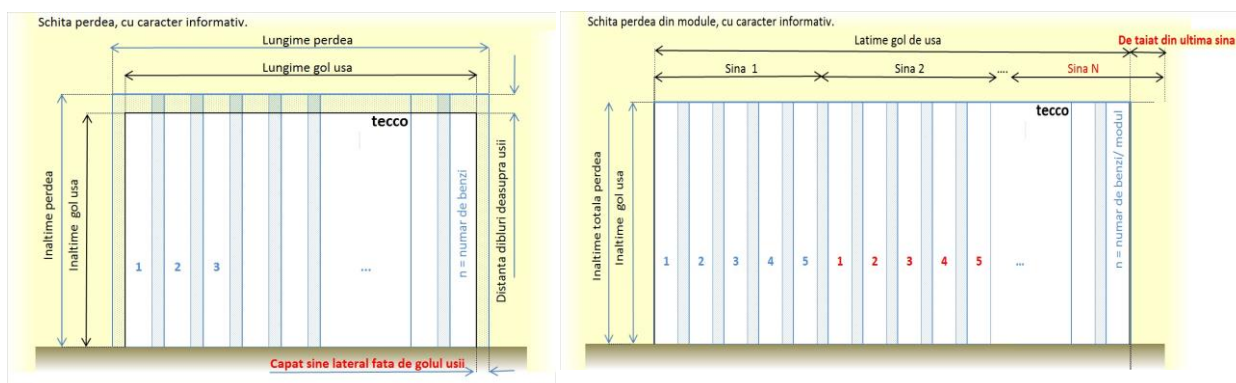 Schita perdea, cu caracter informativ.
Lungime perdea
Lungime gol usa
tecco
Inaltime perdea
Inaltime gol usa
1 2 3 ...
n = numar de benzi
Distanta dibluri deasupra usii
Capat sine lateral fata de golul usii
Schita perdea din module, cu caracter informativ.
Latime gol de usa
De taiat din ultima sina
Sina 1 Sina 2 .... Sina N
tecco
Inaltime totala perdea
Inaltime gol usa
1 2 3 4 5 1 2 3 4 5 ...
n = numar de benzi/ modul